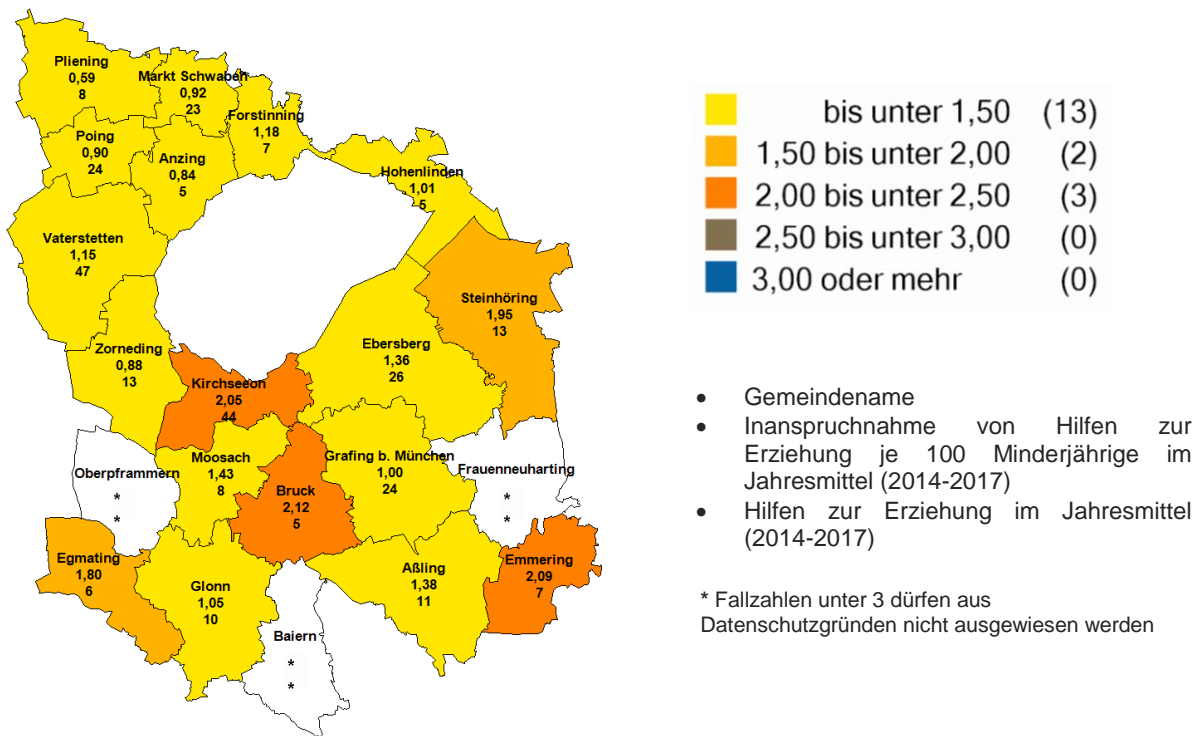 Pliening
0,59
8
Markt Schwaben
0,92
23
Forstinning
1,18
7
Poing
0,90
24
Anzing
0,84
5
Hohenlinden
1,01
5
Vaterstetten
1,15
47
Steinhöring
1,95
13
Zorneding
0,88
13
Ebersberg
1,36
26
Kirchseeon
2,05
44
Oberpframmern
*
*
Moosach
1,43
8
Grafing b. München
1,00
24
Frauenneuharting
*
*
Bruck
2,12
5
Egmating
1,80
6
Glonn
1,05
10
Aßling
1,38
11
Emmering
2,09
7
Baiern
*
*
bis unter 1,50 (13)
1,50 bis unter 2,00 (2)
2,00 bis unter 2,50 (3)
2,50 bis unter 3,00 (0)
3,00 oder mehr (0)
• Gemeindename
• Inanspruchnahme von Hilfen zur
Erziehung je 100 Minderjährige im
Jahresmittel (2014-2017)
• Hilfen zur Erziehung im Jahresmittel
(2014-2017)
* Fallzahlen unter 3 dürfen aus
Datenschutzgründen nicht ausgewiesen werden